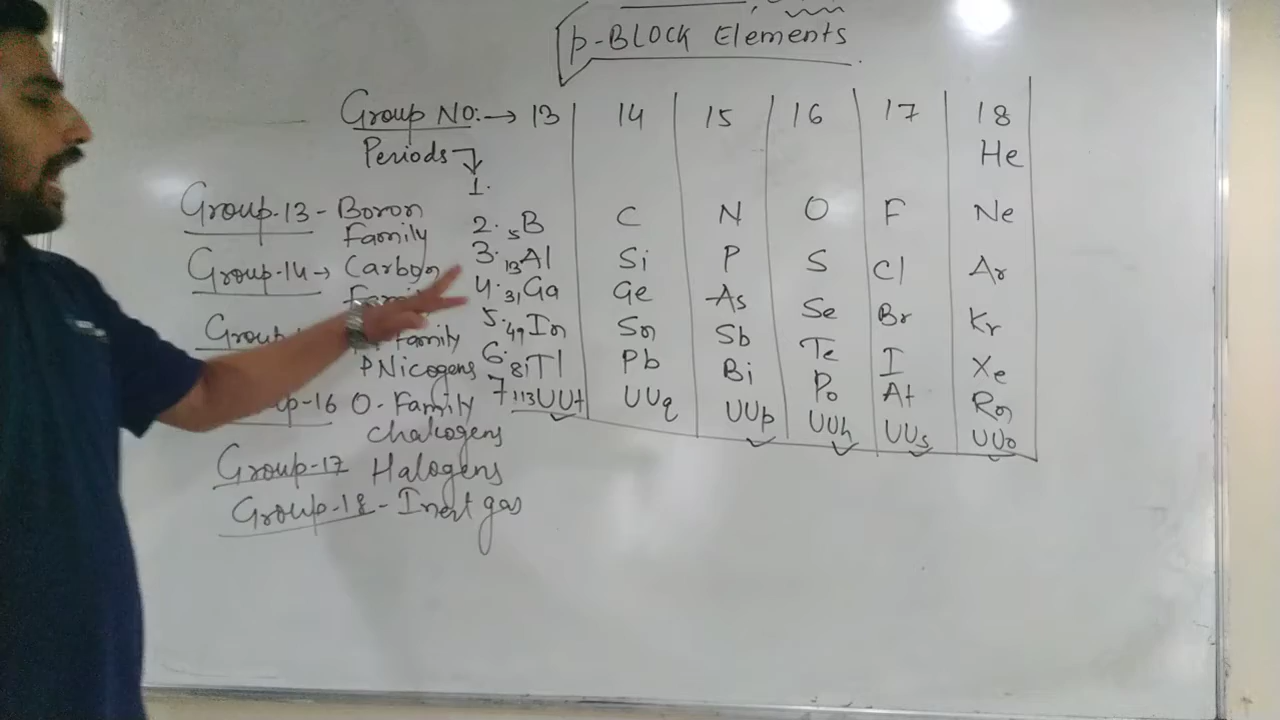 p-BLOCK Elements
Group No:→ 13 14 15 16 17 18
Periods He
1.
Group-13 - Boron Family
2. 5B C N O F Ne
3. 13Al Si P S Cl Ar
Group-14 → Carbon
4. 31Ga Ge As Se Br Kr
5. 49In Sn Sb Te I Xe
Family
6. 81Tl Pb Bi Po At Rn
PNicogens
7 113UUt UUq UUp UUh UUs UUo
-16 O-Family
chalcogens
Group-17 Halogens
Group-18 - Inert gas